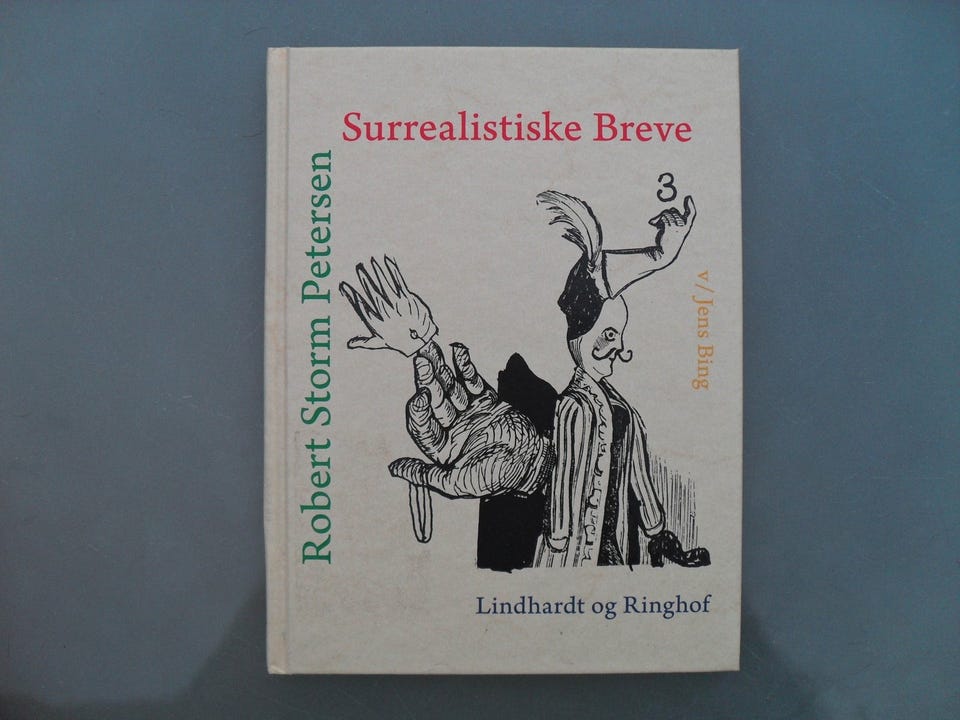 Surrealistiske Breve
Robert Storm Petersen
3
v/Jens Bing
Lindhardt og Ringhof